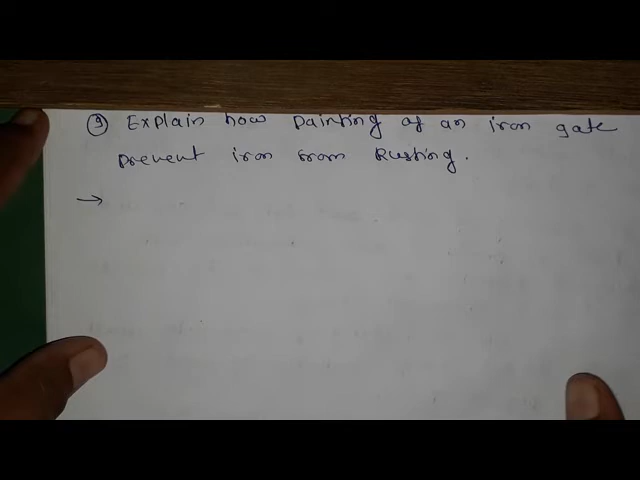 9 Explain how painting of an iron gate
prevent iron from Rusting.
→